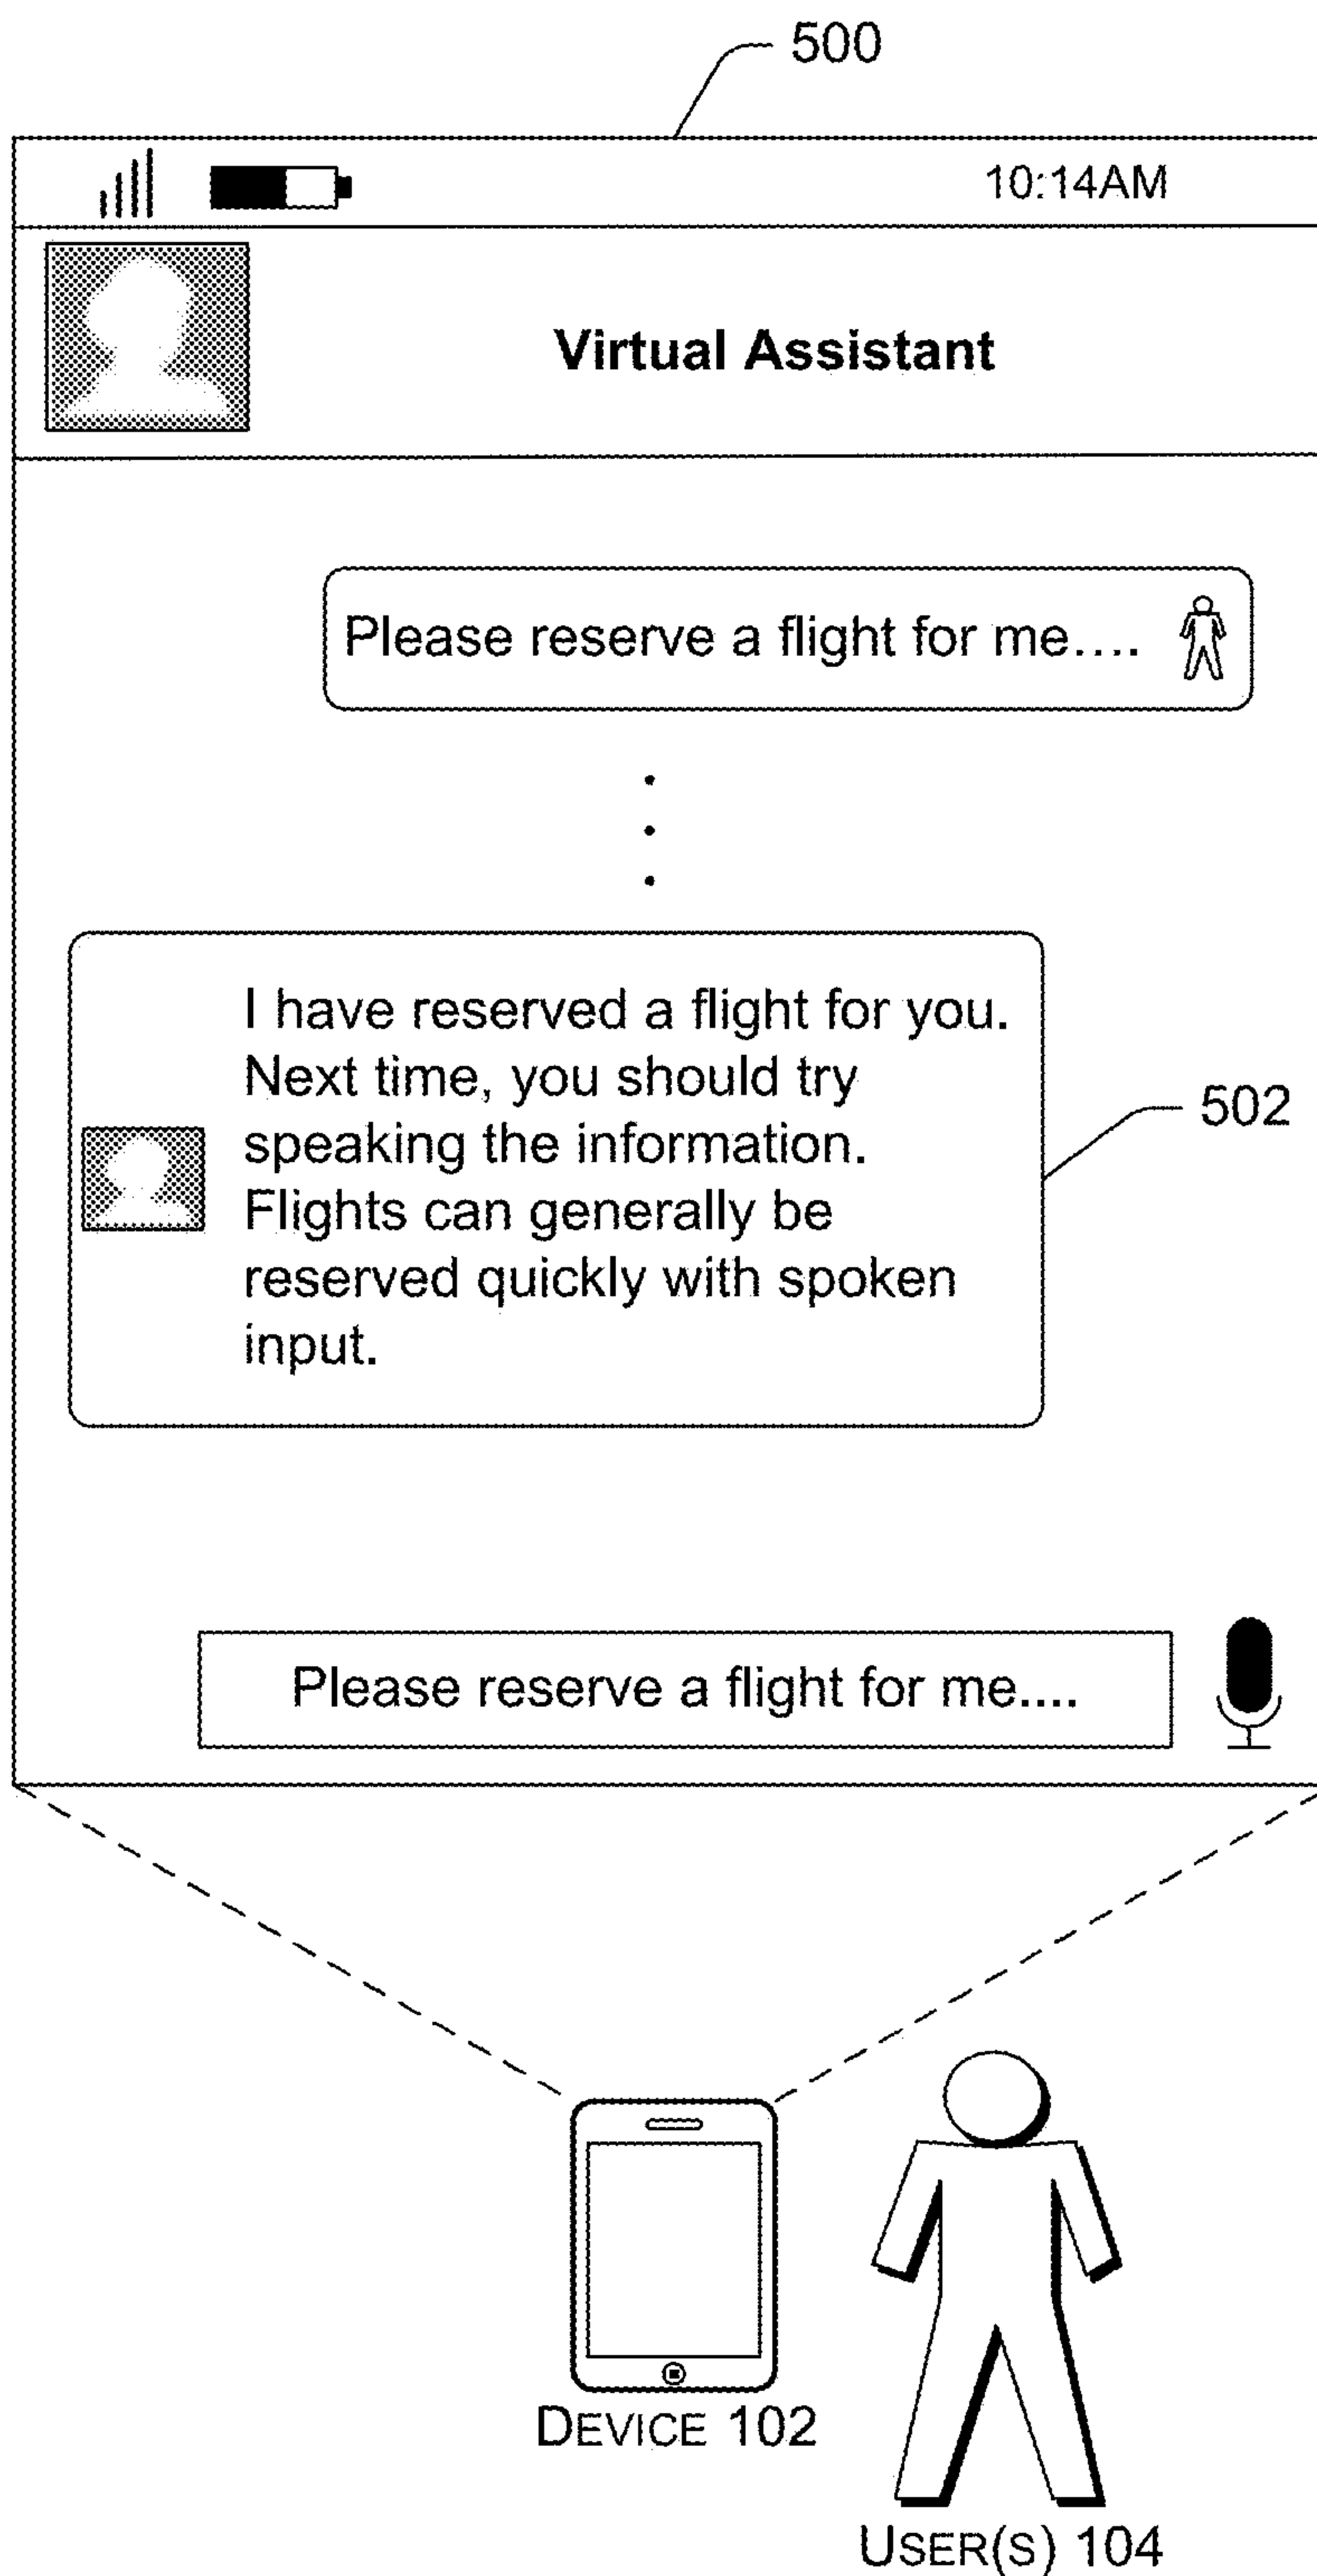 500
10:14AM
Virtual Assistant
Please reserve a flight for me....
I have reserved a flight for you.
Next time, you should try
speaking the information.
Flights can generally be
reserved quickly with spoken
input.
502
Please reserve a flight for me....
DEVICE 102
USER(S) 104